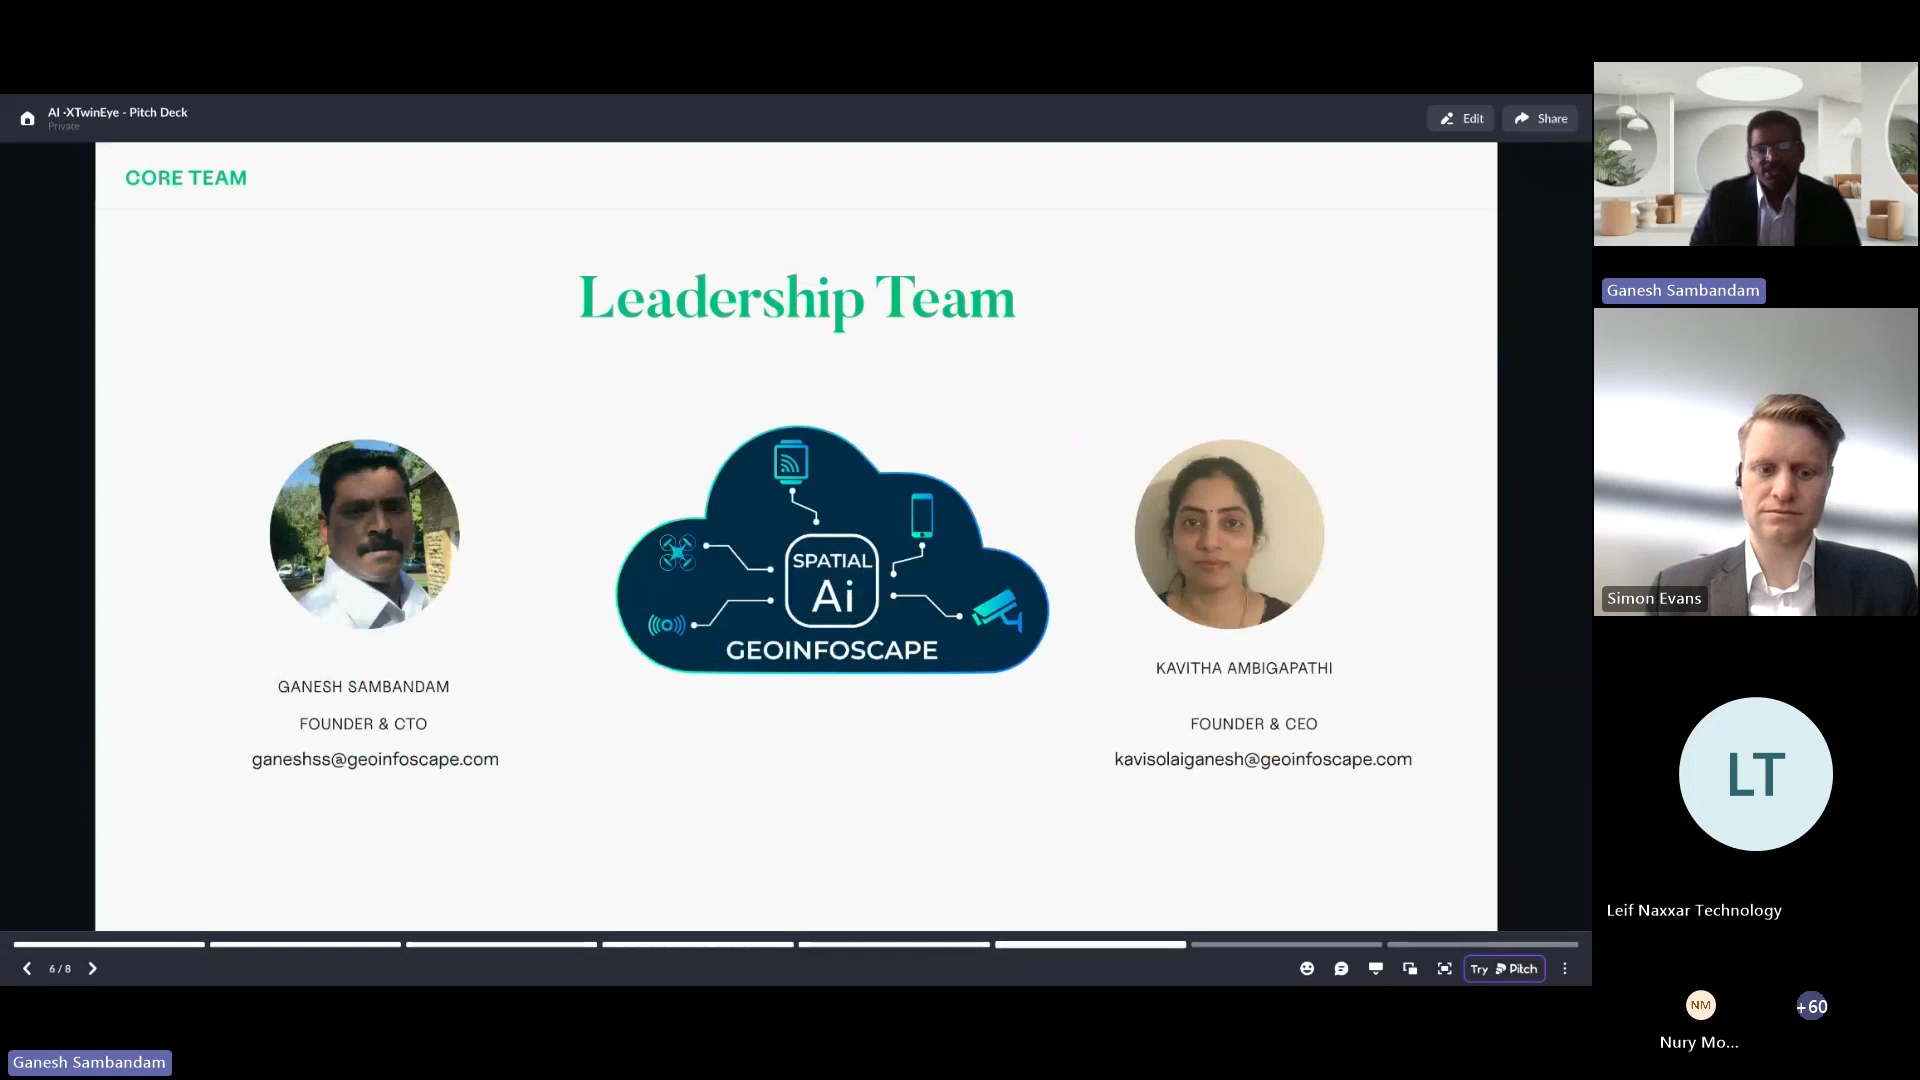 AI -XTwinEye - Pitch Deck
Private
Edit
Share
CORE TEAM
Leadership Team
SPATIAL
Ai
GEOINFOSCAPE
GANESH SAMBANDAM
FOUNDER & CTO
ganeshss@geoinfoscape.com
KAVITHA AMBIGAPATHI
FOUNDER & CEO
kavisolaiganesh@geoinfoscape.com
6 / 8
Try Pitch
Ganesh Sambandam
Ganesh Sambandam
Simon Evans
LT
Leif Naxxar Technology
NM
+60
Nury Mo...